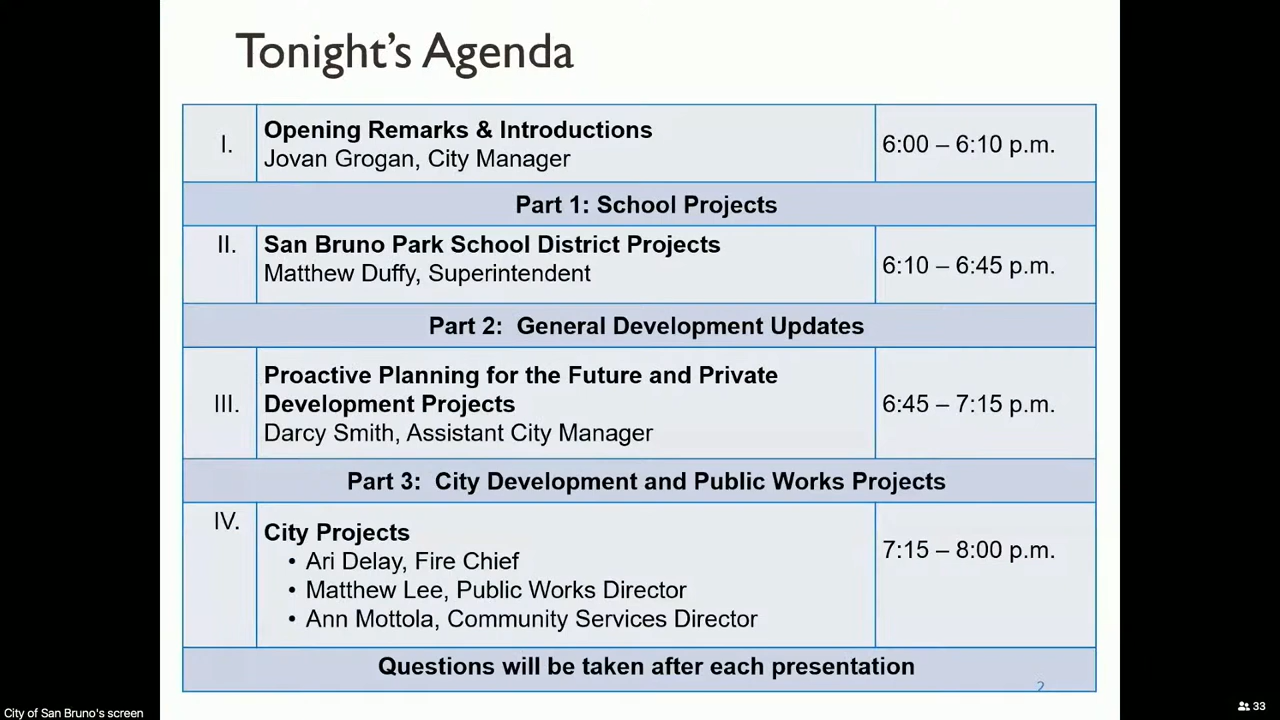 Tonight's Agenda
I.
Opening Remarks & Introductions
Jovan Grogan, City Manager
6:00 – 6:10 p.m.
Part 1: School Projects
II.
San Bruno Park School District Projects
Matthew Duffy, Superintendent
6:10 – 6:45 p.m.
Part 2: General Development Updates
III.
Proactive Planning for the Future and Private
Development Projects
Darcy Smith, Assistant City Manager
6:45 – 7:15 p.m.
Part 3: City Development and Public Works Projects
IV.
City Projects
• Ari Delay, Fire Chief
• Matthew Lee, Public Works Director
• Ann Mottola, Community Services Director
7:15 – 8:00 p.m.
Questions will be taken after each presentation
2
City of San Bruno's screen
33